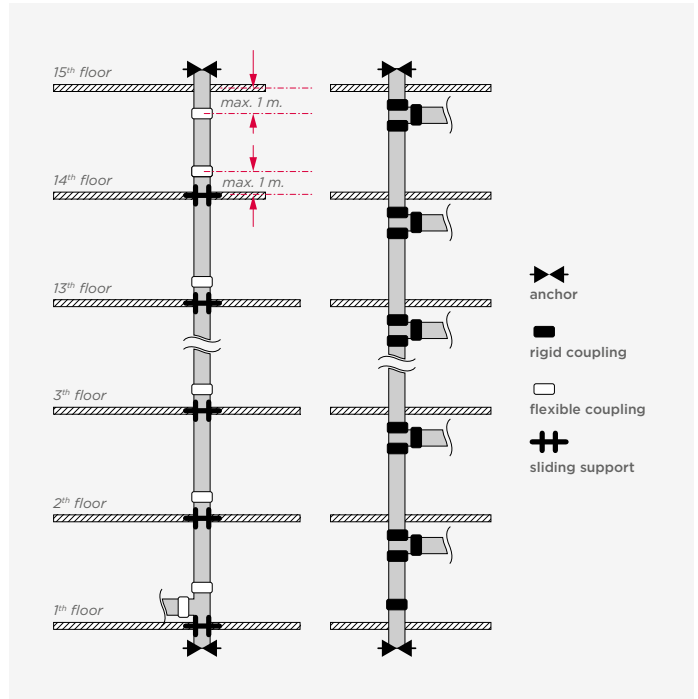 15th floor
max. 1 m.
max. 1 m.
14th floor
13th floor
3th floor
2th floor
1th floor
anchor
rigid coupling
flexible coupling
sliding support